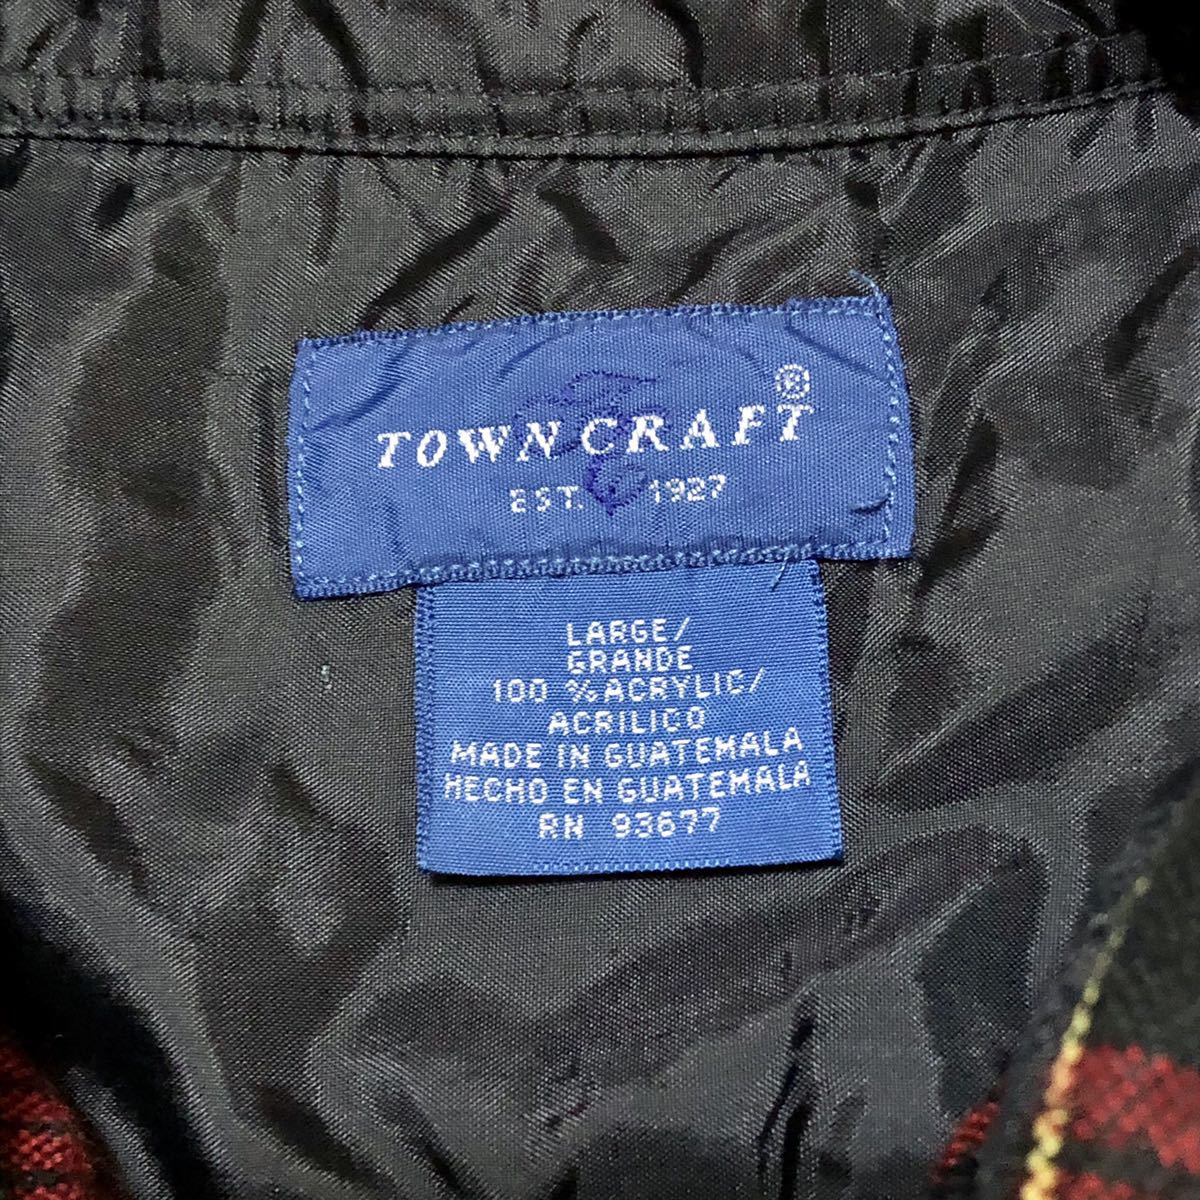 TOWNCRAFT®
EST. 1927
LARGE/
GRANDE
100 % ACRYLIC/
ACRILICO
MADE IN GUATEMALA
HECHO EN GUATEMALA
RN 93677